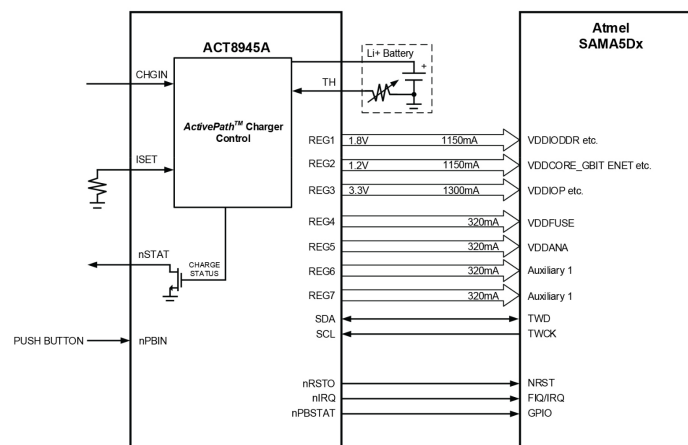 ACT8945A
Atmel
SAMA5Dx
Li+ Battery
+
CHGIN
TH
ActivePath™ Charger
Control
ISET
REG1 1.8V 1150mA VDDIODDR etc.
REG2 1.2V 1150mA VDDCORE_GBIT ENET etc.
REG3 3.3V 1300mA VDDIOP etc.
REG4 320mA VDDFUSE
REG5 320mA VDDANA
REG6 320mA Auxiliary 1
REG7 320mA Auxiliary 1
nSTAT
CHARGE
STATUS
SDA TWD
SCL TWCK
PUSH BUTTON nPBIN
nRSTO NRST
nIRQ FIQ/IRQ
nPBSTAT GPIO